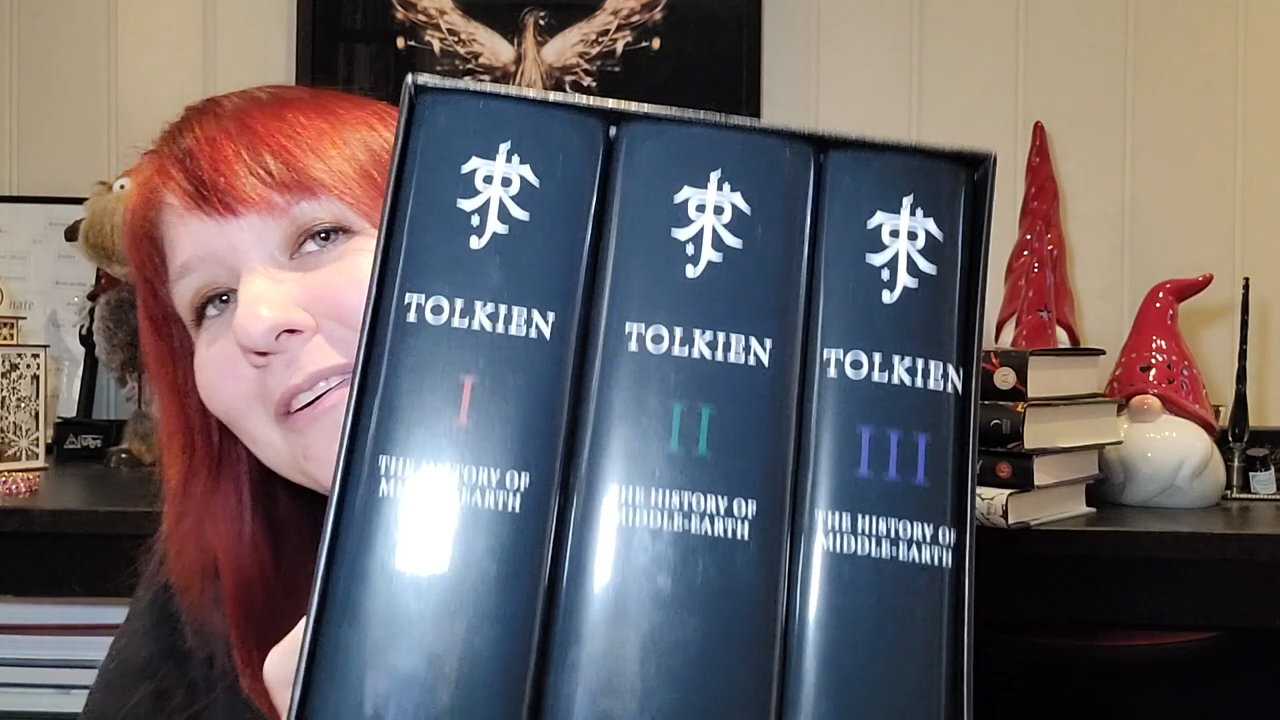 TOLKIEN
I
THE HISTORY OF
MIDDLE-EARTH
TOLKIEN
II
THE HISTORY OF
MIDDLE-EARTH
TOLKIEN
III
THE HISTORY OF
MIDDLE-EARTH
nate